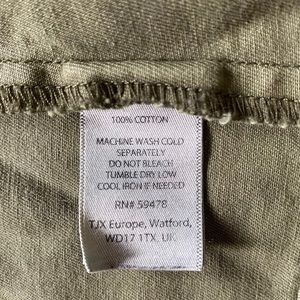 100% COTTON
MACHINE WASH COLD
SEPARATELY
DO NOT BLEACH
TUMBLE DRY LOW
COOL IRON IF NEEDED
RN# 59478
TJX Europe, Watford,
WD17 1TX, UK